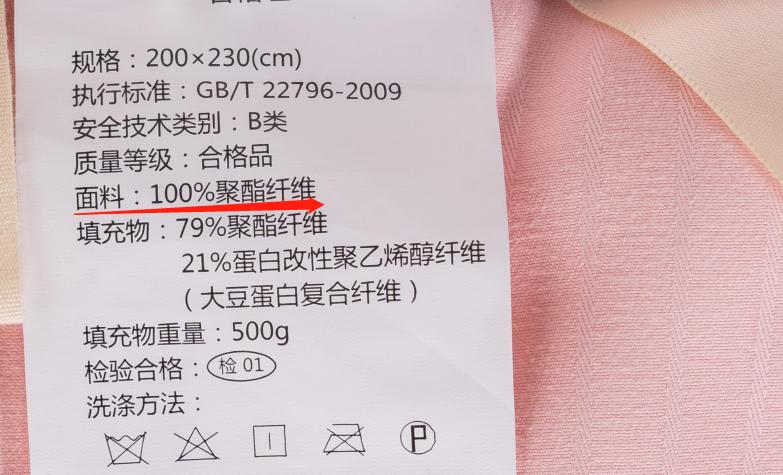 规格：200×230(cm)
执行标准：GB/T 22796-2009
安全技术类别：B类
质量等级：合格品
面料：100%聚酯纤维
填充物：79%聚酯纤维
21%蛋白改性聚乙烯醇纤维
（大豆蛋白复合纤维）
填充物重量：500g
检验合格：检 01
洗涤方法：
P